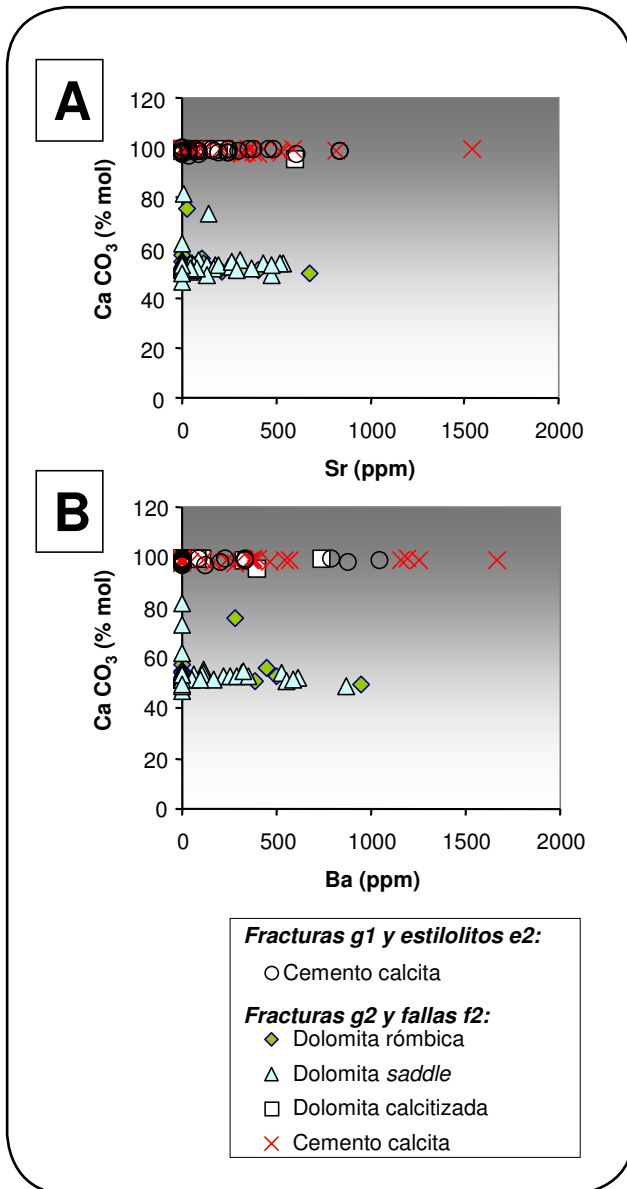 A
120
100
80
60
40
20
0
Ca CO3 (% mol)
0 500 1000 1500 2000
Sr (ppm)
B
120
100
80
60
40
20
0
Ca CO3 (% mol)
0 500 1000 1500 2000
Ba (ppm)
Fracturas g1 y estilolitos e2:
Cemento calcita
Fracturas g2 y fallas f2:
Dolomita rómbica
Dolomita saddle
Dolomita calcitizada
Cemento calcita